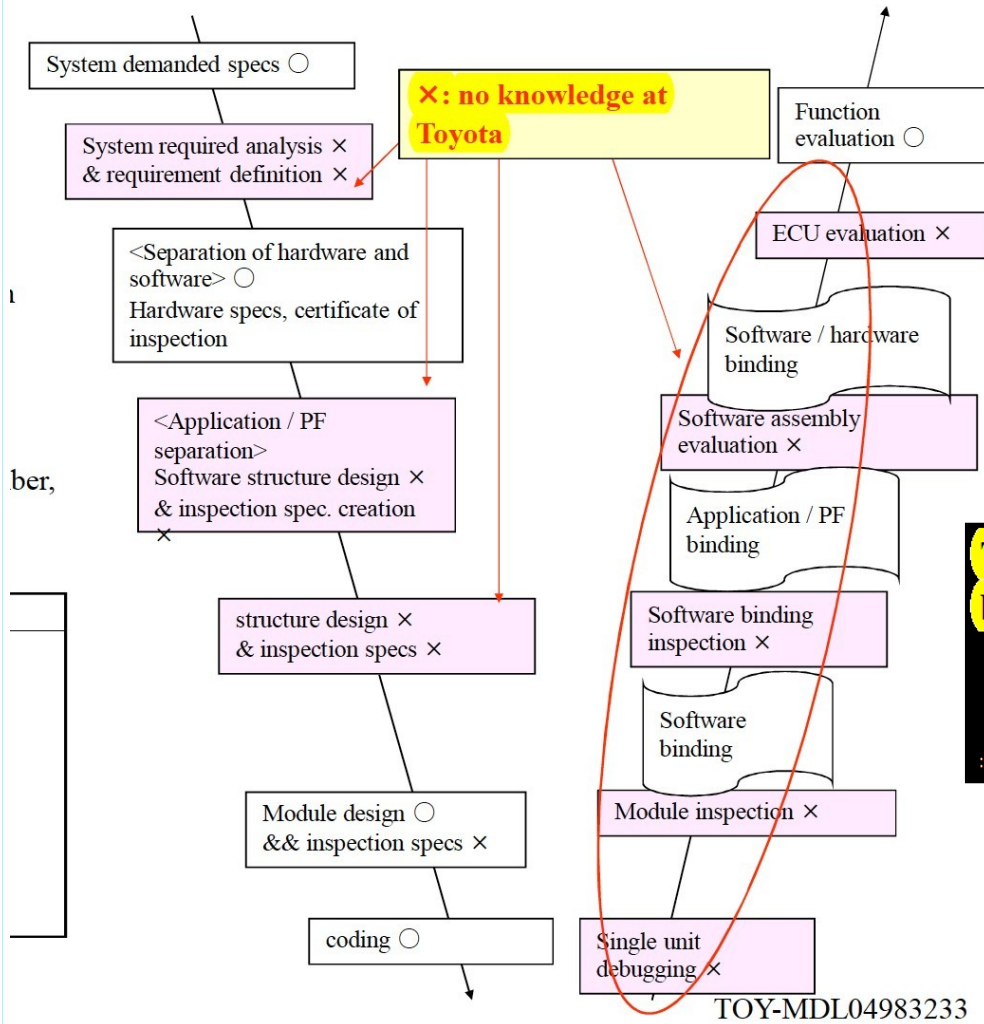 System demanded specs ○
×: no knowledge at
Toyota
System required analysis ×
& requirement definition ×
<Separation of hardware and
software> ○
Hardware specs, certificate of
inspection
<Application / PF
separation>
Software structure design ×
& inspection spec. creation
×
ber,
structure design ×
& inspection specs ×
Module design ○
&& inspection specs ×
coding ○
Function
evaluation ○
ECU evaluation ×
Software / hardware
binding
Software assembly
evaluation ×
Application / PF
binding
Software binding
inspection ×
Software
binding
Module inspection ×
Single unit
debugging ×
TOY-MDL04983233